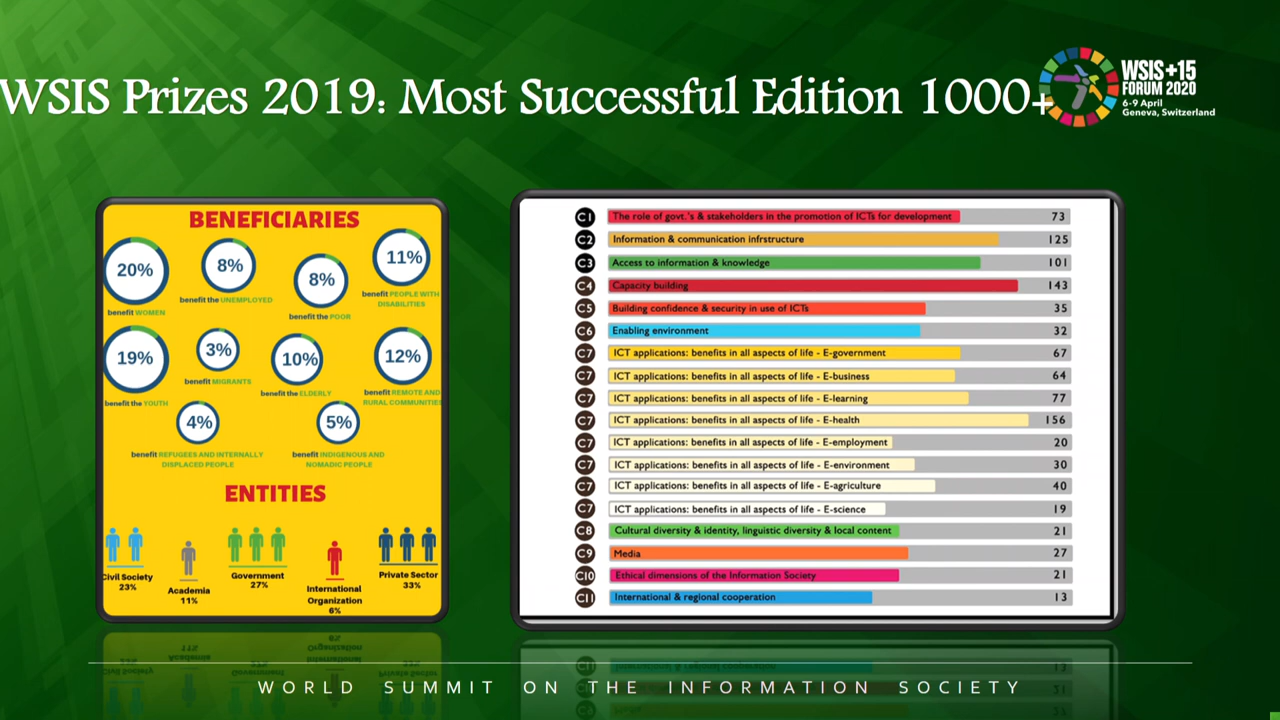 WSIS Prizes 2019: Most Successful Edition 1000+
WSIS+15
FORUM 2020
6-9 April
Geneva, Switzerland
BENEFICIARIES
20%
benefit WOMEN
8%
benefit the UNEMPLOYED
8%
benefit the POOR
11%
benefit PEOPLE WITH
DISABILITIES
19%
benefit the YOUTH
3%
benefit MIGRANTS
10%
benefit the ELDERLY
12%
benefit REMOTE AND
RURAL COMMUNITIES
4%
benefit REFUGEES AND INTERNALLY
DISPLACED PEOPLE
5%
benefit INDIGENOUS AND
NOMADIC PEOPLE
ENTITIES
Civil Society
23%
Academia
11%
Government
27%
International
Organization
6%
Private Sector
33%
C1 The role of govt.'s & stakeholders in the promotion of ICTs for development 73
C2 Information & communication infrstructure 125
C3 Access to information & knowledge 101
C4 Capacity building 143
C5 Building confidence & security in use of ICTs 35
C6 Enabling environment 32
C7 ICT applications: benefits in all aspects of life - E-government 67
C7 ICT applications: benefits in all aspects of life - E-business 64
C7 ICT applications: benefits in all aspects of life - E-learning 77
C7 ICT applications: benefits in all aspects of life - E-health 156
C7 ICT applications: benefits in all aspects of life - E-employment 20
C7 ICT applications: benefits in all aspects of life - E-environment 30
C7 ICT applications: benefits in all aspects of life - E-agriculture 40
C7 ICT applications: benefits in all aspects of life - E-science 19
C8 Cultural diversity & identity, linguistic diversity & local content 21
C9 Media 27
C10 Ethical dimensions of the Information Society 21
C11 International & regional cooperation 13
WORLD SUMMIT ON THE INFORMATION SOCIETY